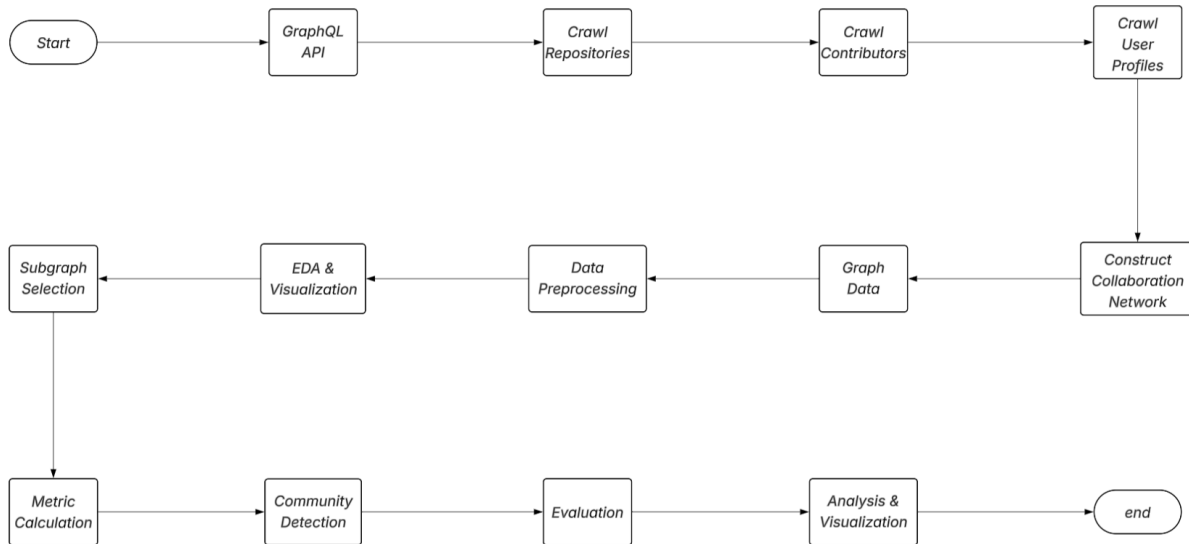 Start
GraphQL
API
Crawl
Repositories
Crawl
Contributors
Crawl
User
Profiles
Subgraph
Selection
EDA &
Visualization
Data
Preprocessing
Graph
Data
Construct
Collaboration
Network
Metric
Calculation
Community
Detection
Evaluation
Analysis &
Visualization
end